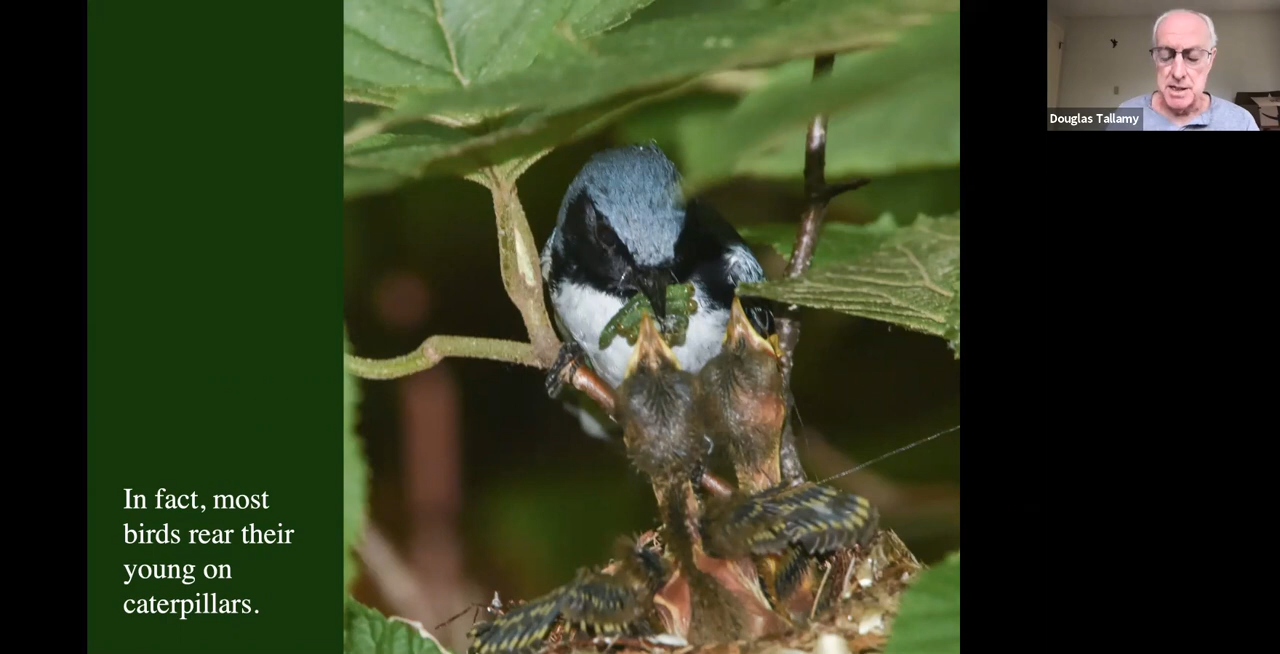 Douglas Tallamy
In fact, most
birds rear their
young on
caterpillars.